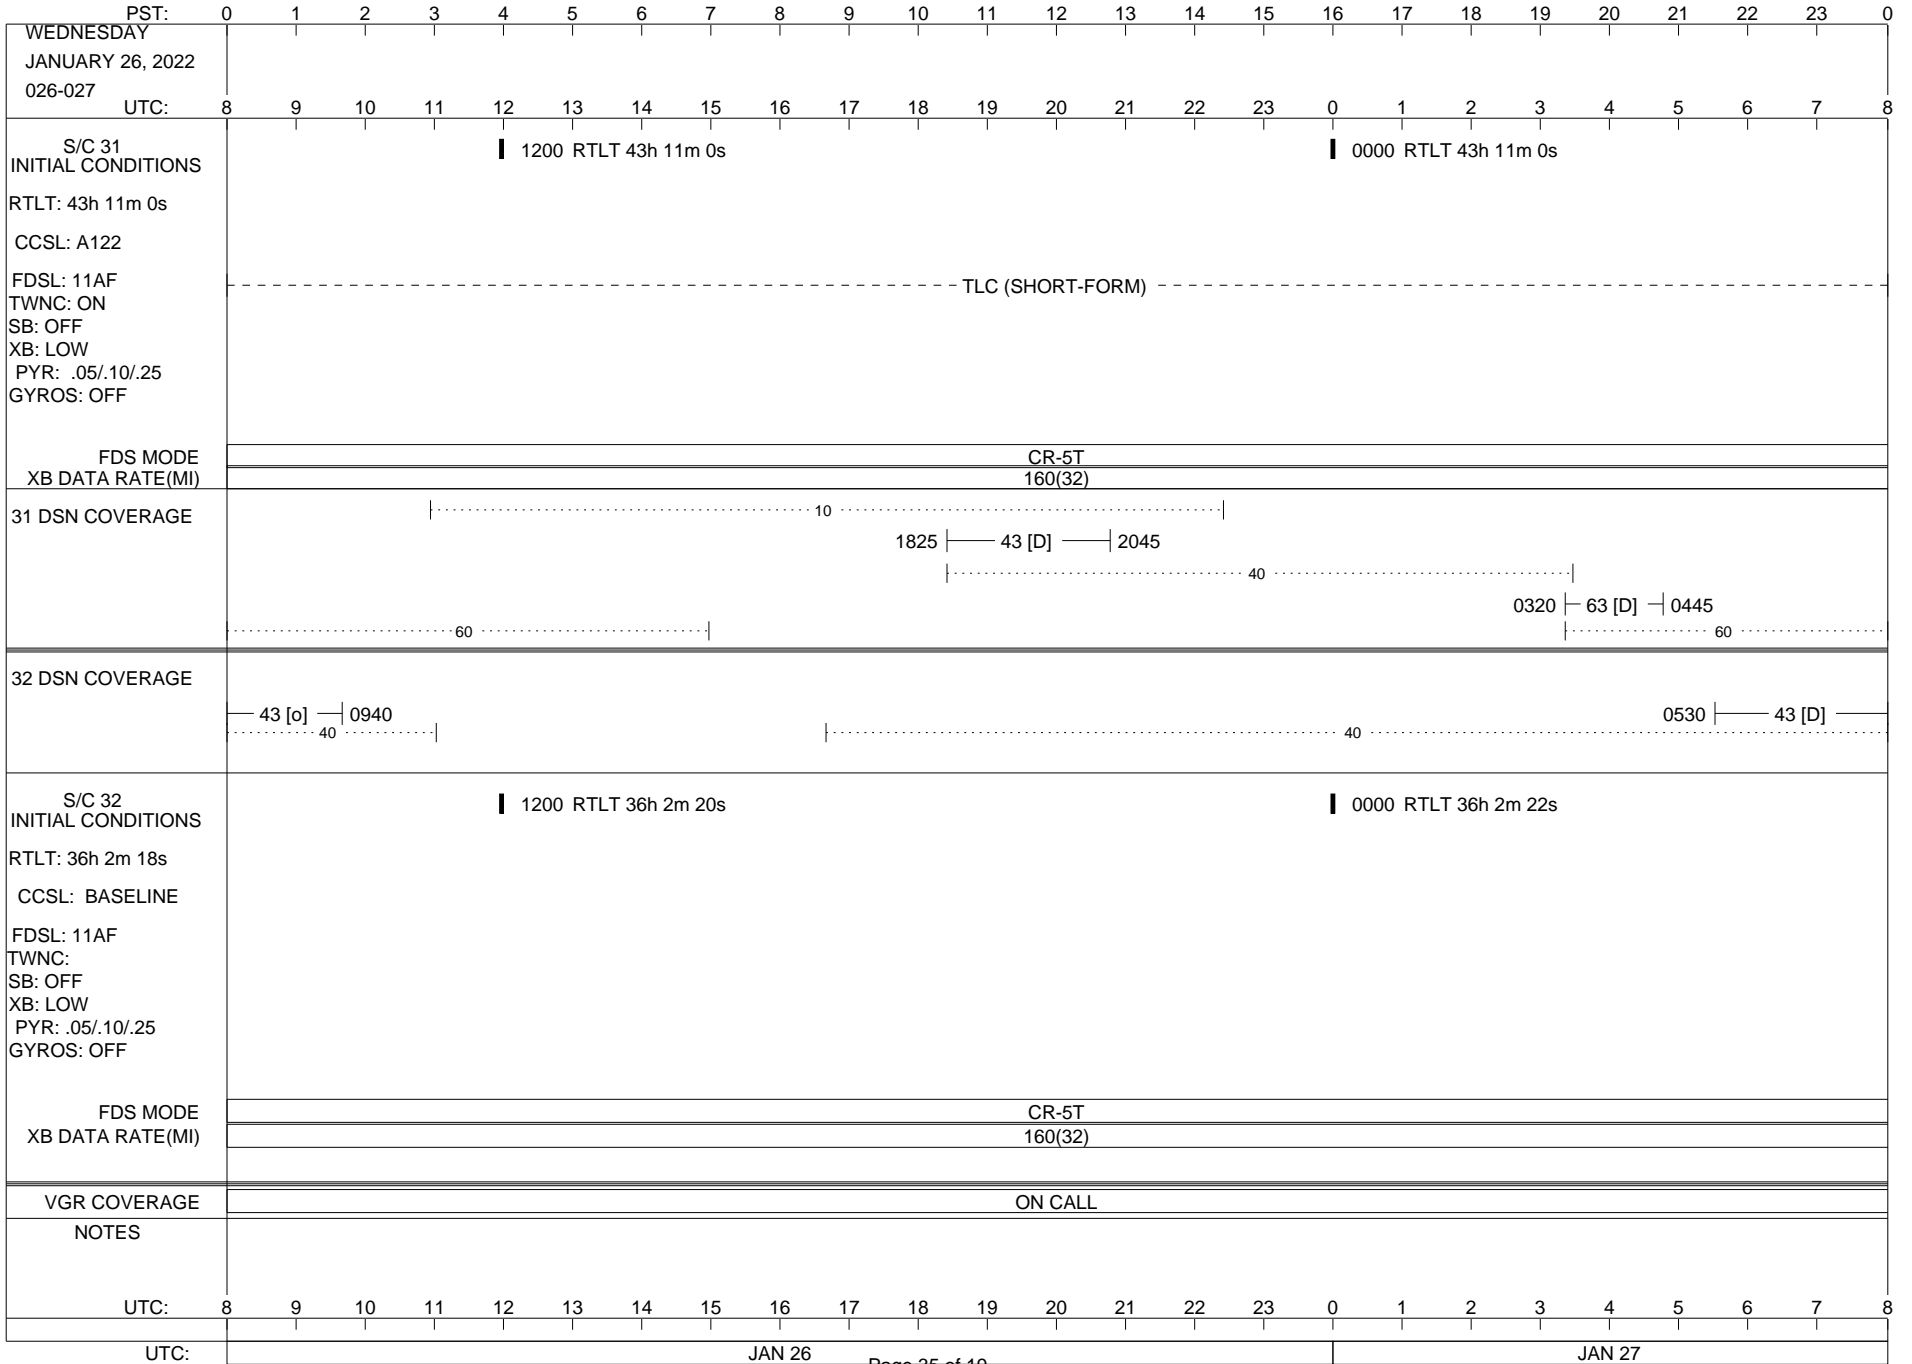 PST: 0 1 2 3 4 5 6 7 8 9 10 11 12 13 14 15 16 17 18 19 20 21 22 23 0
WEDNESDAY
JANUARY 26, 2022
026-027
UTC: 8 9 10 11 12 13 14 15 16 17 18 19 20 21 22 23 0 1 2 3 4 5 6 7 8
S/C 31
INITIAL CONDITIONS
1200 RTLT 43h 11m 0s
0000 RTLT 43h 11m 0s
RTLT: 43h 11m 0s
CCSL: A122
FDSL: 11AF
TLC (SHORT-FORM)
TWNC: ON
SB: OFF
XB: LOW
PYR: .05/.10/.25
GYROS: OFF
FDS MODE CR-5T
XB DATA RATE(MI) 160(32)
31 DSN COVERAGE
10
1825 43 [D] 2045
40
0320 63 [D] 0445
60 60
32 DSN COVERAGE
43 [o] 0940 0530 43 [D]
40 40
S/C 32
INITIAL CONDITIONS
1200 RTLT 36h 2m 20s
0000 RTLT 36h 2m 22s
RTLT: 36h 2m 18s
CCSL: BASELINE
FDSL: 11AF
TWNC:
SB: OFF
XB: LOW
PYR: .05/.10/.25
GYROS: OFF
FDS MODE CR-5T
XB DATA RATE(MI) 160(32)
VGR COVERAGE ON CALL
NOTES
UTC: 8 9 10 11 12 13 14 15 16 17 18 19 20 21 22 23 0 1 2 3 4 5 6 7 8
UTC: JAN 26 JAN 27
Page 35 of 19